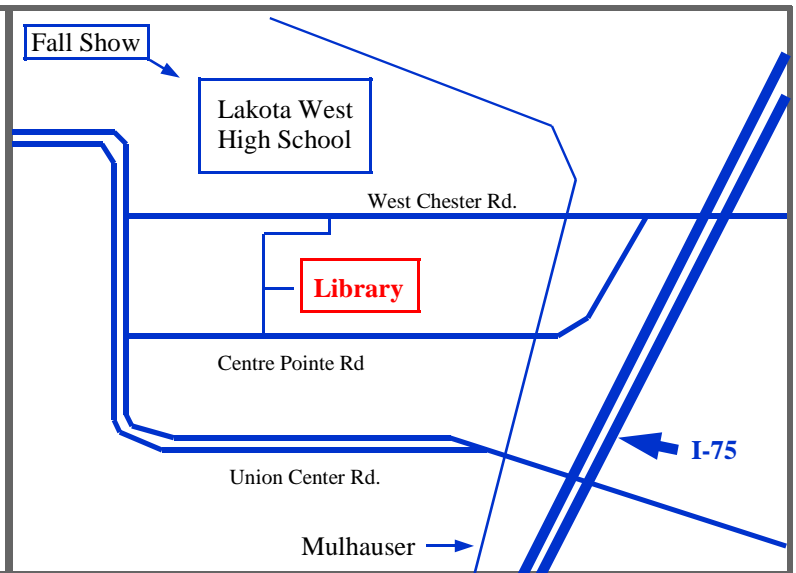 Fall Show
Lakota West
High School
West Chester Rd.
Library
Centre Pointe Rd
I-75
Union Center Rd.
Mulhauser